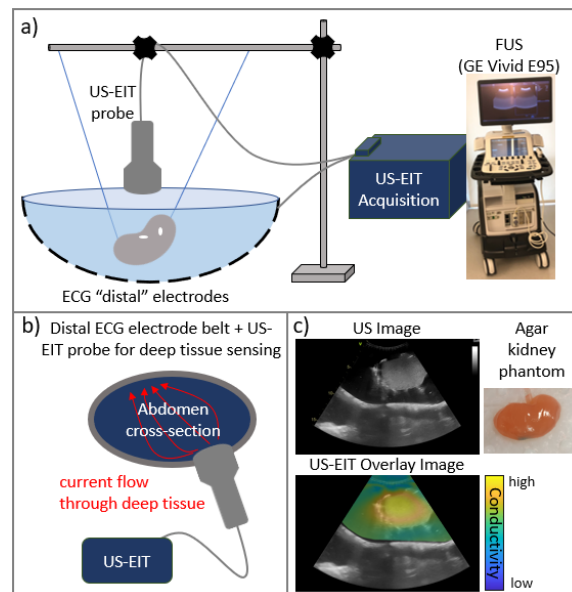 a)
FUS
(GE Vivid E95)
US-EIT
probe
US-EIT
Acquisition
ECG “distal” electrodes
b) Distal ECG electrode belt + US-
EIT probe for deep tissue sensing
Abdomen
cross-section
current flow
through deep tissue
US-EIT
c)
US Image
Agar
kidney
phantom
US-EIT Overlay Image
high
Conductivity
low